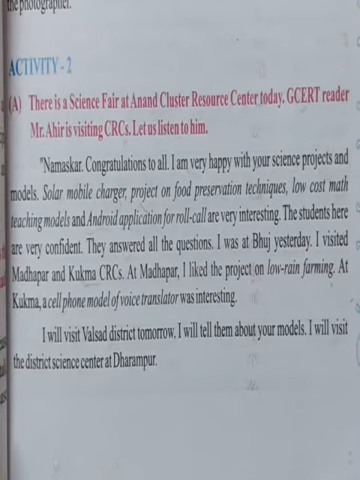 the photographer.
ACTIVITY - 2
(A) There is a Science Fair at Anand Cluster Resource Center today. GCERT reader
Mr. Ahir is visiting CRCs. Let us listen to him.
"Namaskar. Congratulations to all. I am very happy with your science projects and
models. Solar mobile charger, project on food preservation techniques, low cost math
teaching models and Android application for roll-call are very interesting. The students here
are very confident. They answered all the questions. I was at Bhuj yesterday. I visited
Madhapar and Kukma CRCs. At Madhapar, I liked the project on low-rain farming. At
Kukma, a cell phone model of voice translator was interesting.
I will visit Valsad district tomorrow. I will tell them about your models. I will visit
the district science center at Dharampur.